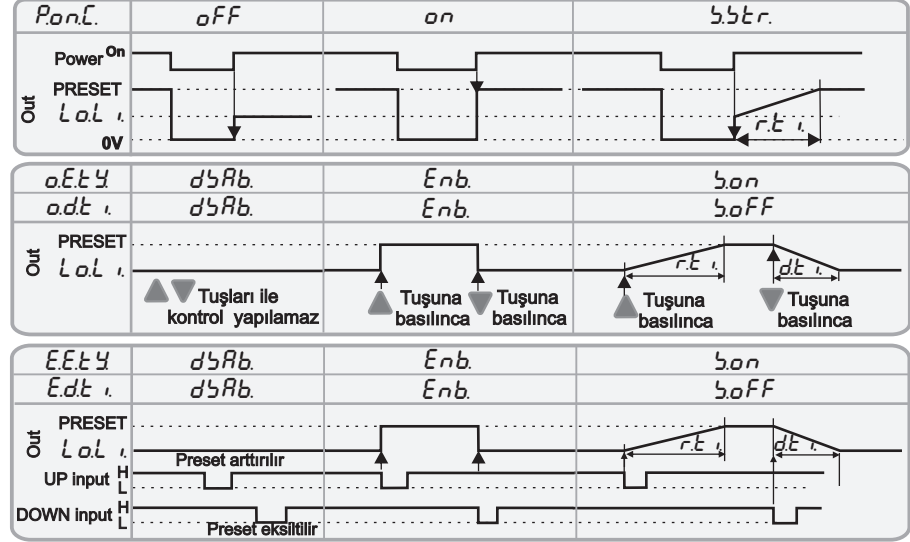 P.on.C. oFF on S.Str.
Power On
PRESET
Out
Lo.L i.
r.t i.
0V
o.E.t Y. dSAb. Enb. S.on
o.d.t i. dSAb. Enb. S.oFF
PRESET
Out
Lo.L i.
r.t i. d.t i.
Tuşları ile Tuşuna Tuşuna Tuşuna Tuşuna
kontrol yapılamaz basılınca basılınca basılınca basılınca
E.E.t Y. dSAb. Enb. S.on
E.d.t i. dSAb. Enb. S.oFF
PRESET
Out
Lo.L i.
r.t i. d.t i.
Preset arttırılır
UP input H L
DOWN input H L
Preset eksiltilir